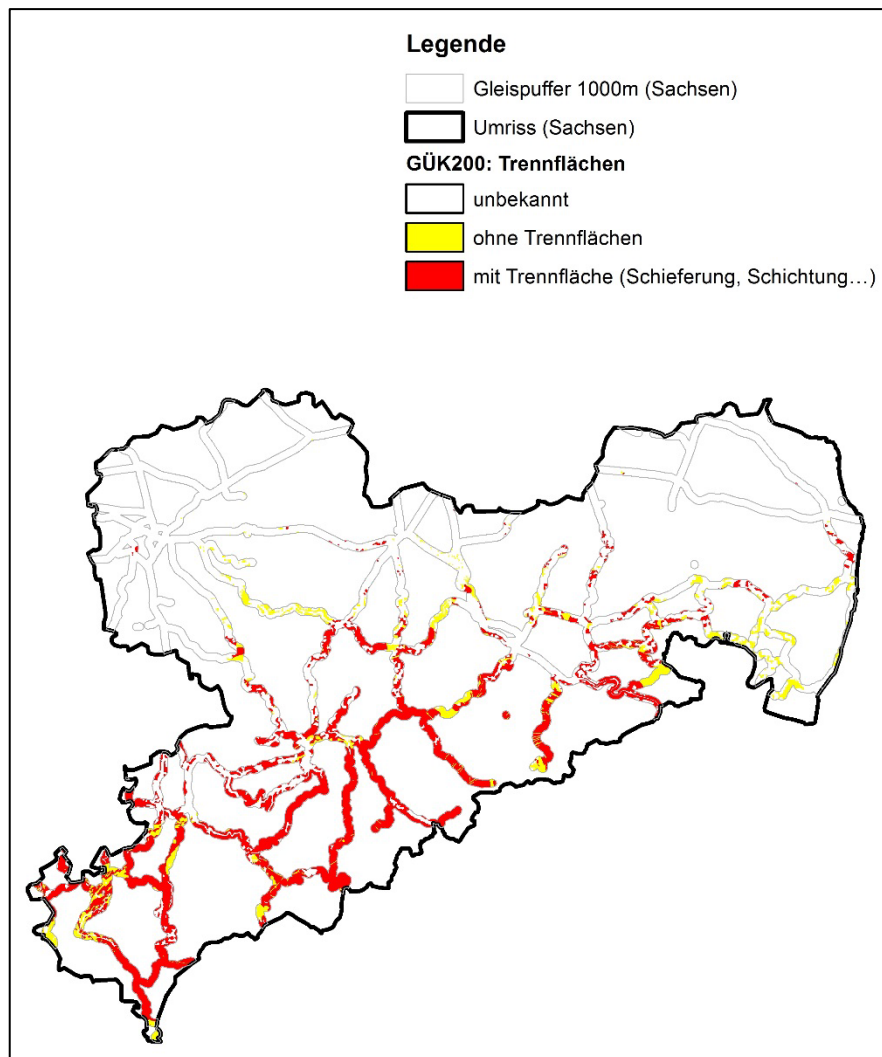 Legende
Gleispuffer 1000m (Sachsen)
Umriss (Sachsen)
GÜK200: Trennflächen
unbekannt
ohne Trennflächen
mit Trennfläche (Schieferung, Schichtung…)